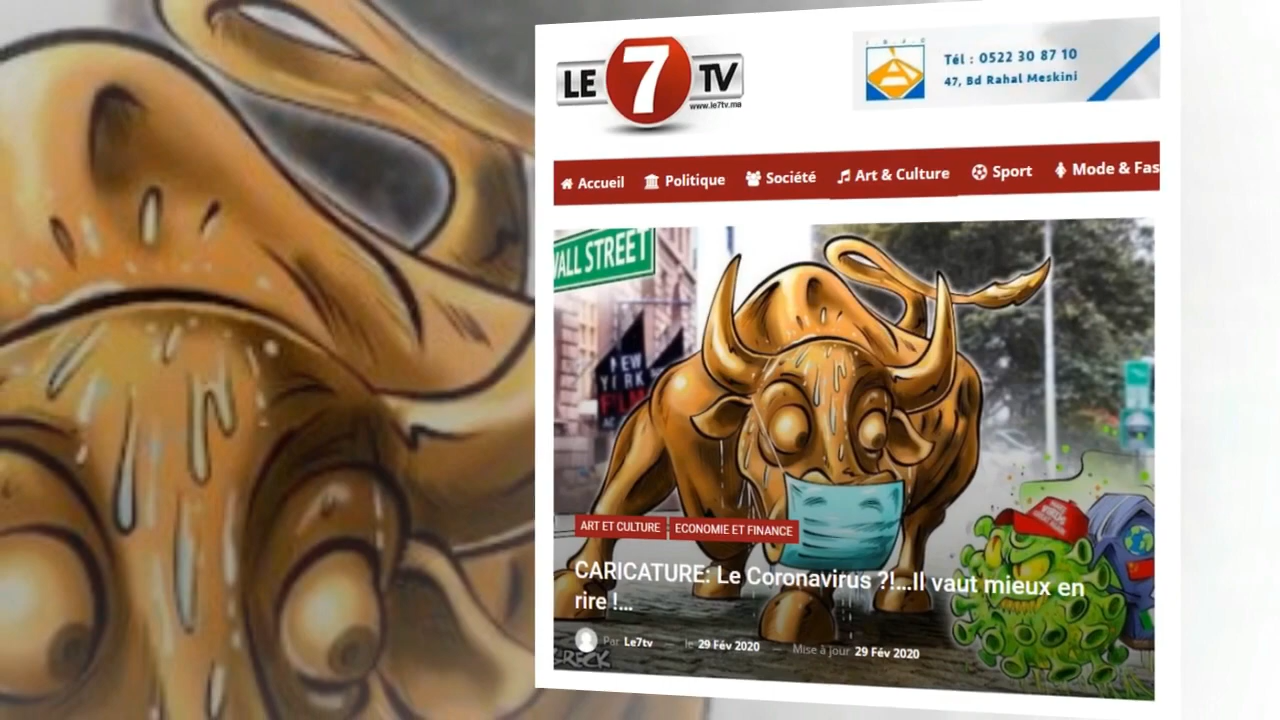 LE 7 TV
www.le7tv.ma
Tél : 0522 30 87 10
47, Bd Rahal Meskini
Accueil Politique Société Art & Culture Sport Mode & Fas
WALL STREET
NEW
YORK
FILM
ART ET CULTURE ECONOMIE ET FINANCE
CARICATURE: Le Coronavirus ?!...Il vaut mieux en
rire !...
Par Le7tv — le 29 Fév 2020 — Mise à jour 29 Fév 2020